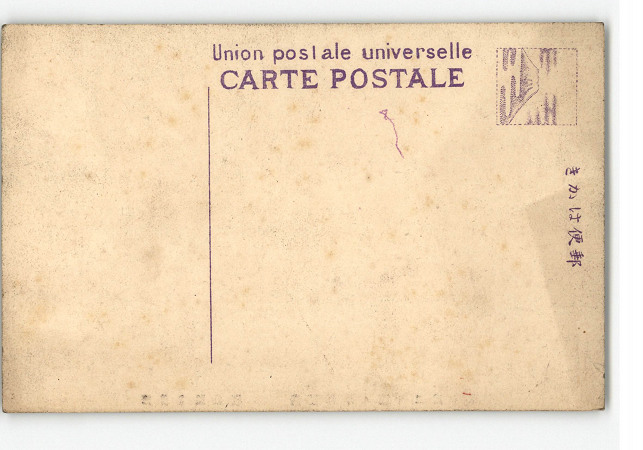 Union postale universelle
CARTE POSTALE
きかは便郵